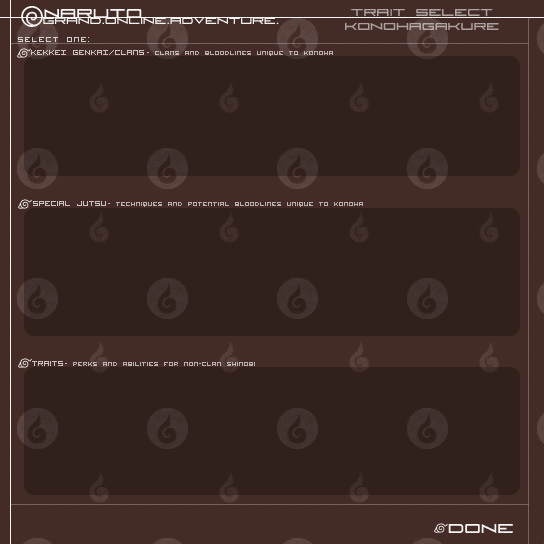 NARUTO
GRAND.ONLINE.ADVENTURE.
TRAIT SELECT
KONOHAGAKURE
SELECT ONE:
KEKKEI GENKAI/CLANS- CLANS AND BLOODLINES UNIQUE TO KONOHA
SPECIAL JUTSU- TECHNIQUES AND POTENTIAL BLOODLINES UNIQUE TO KONOHA
TRAITS- PERKS AND ABILITIES FOR NON-CLAN SHINOBI
DONE